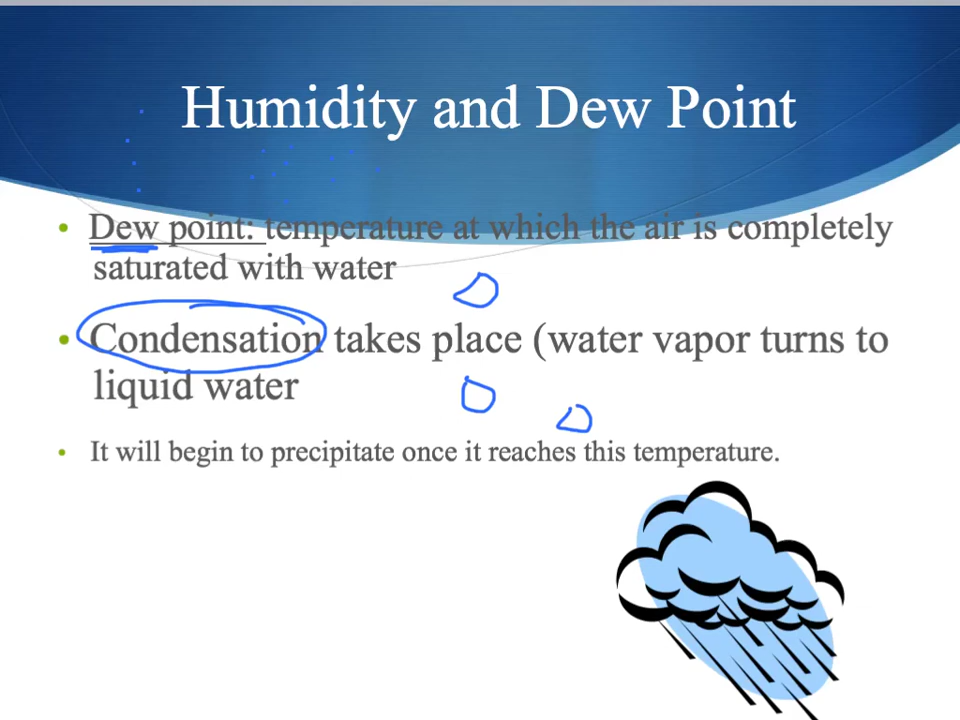 Humidity and Dew Point
• Dew point: temperature at which the air is completely
saturated with water
• Condensation takes place (water vapor turns to
liquid water
• It will begin to precipitate once it reaches this temperature.